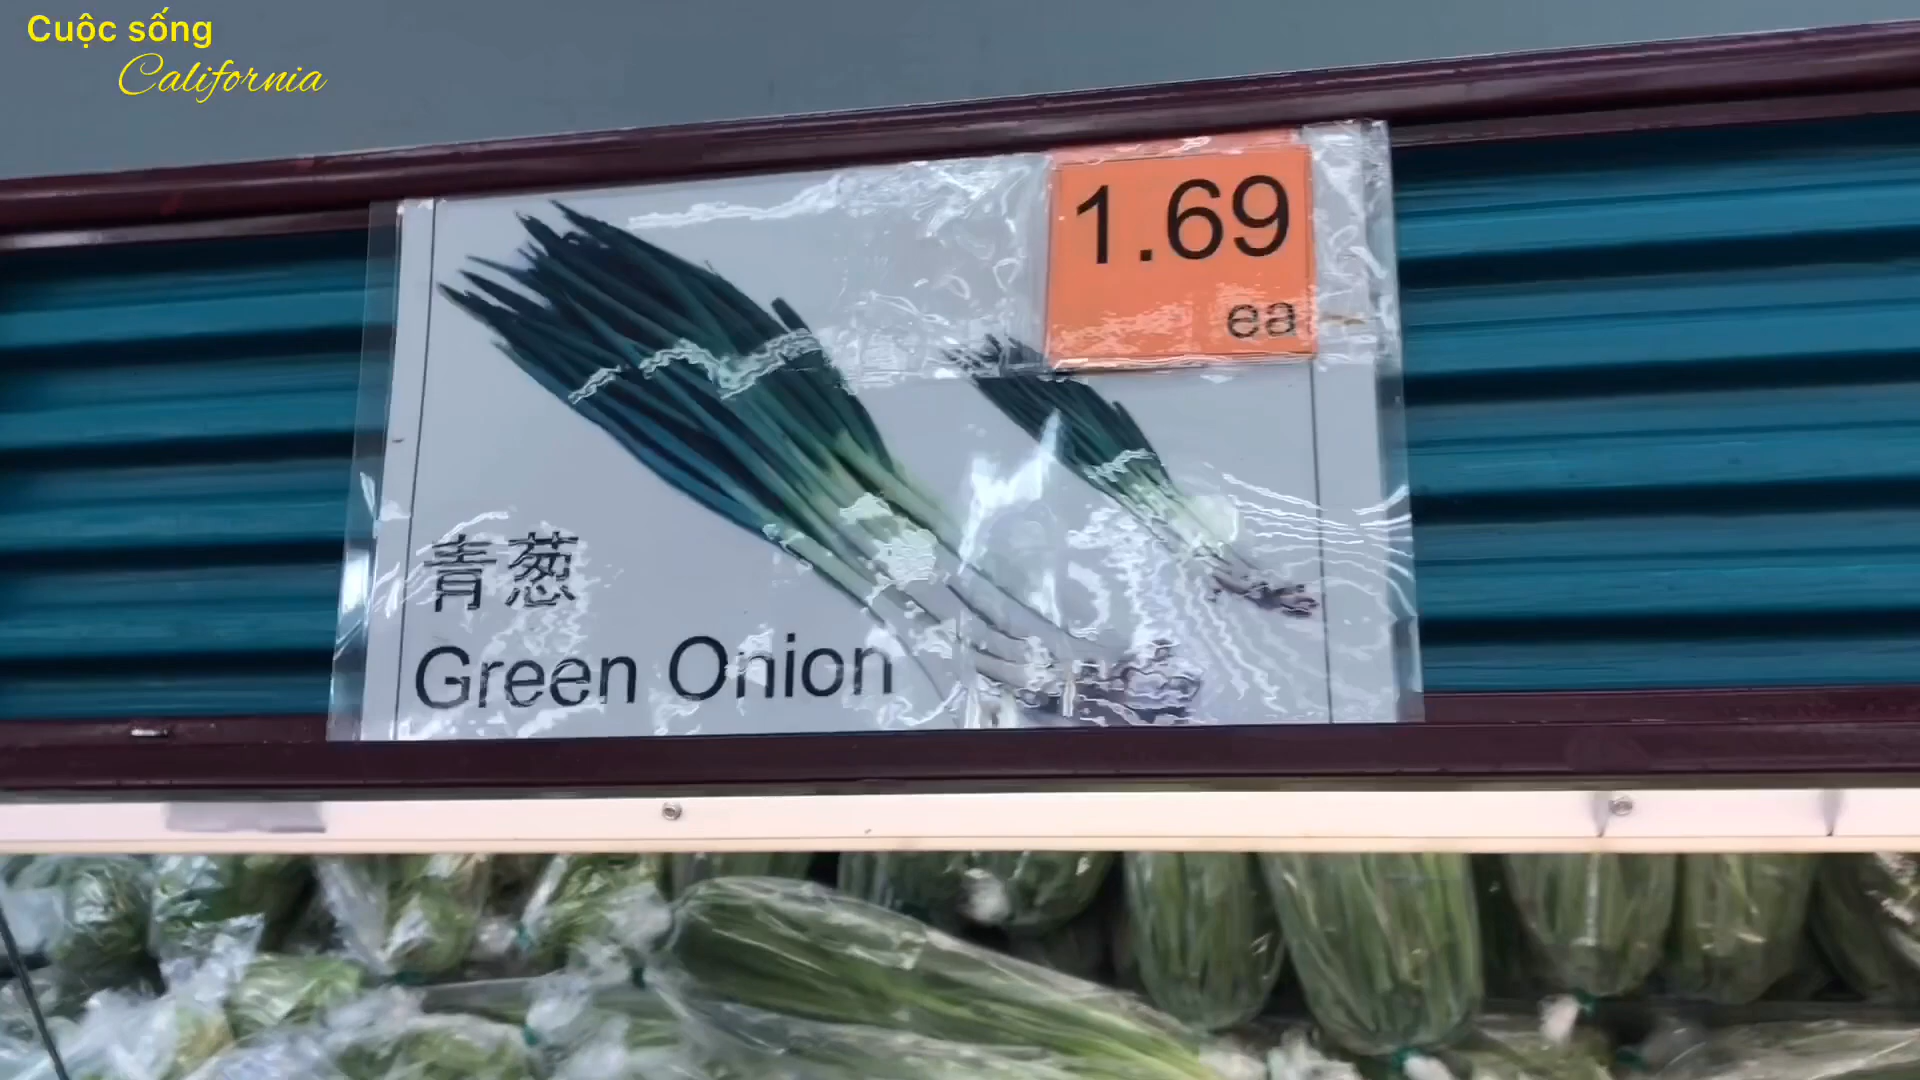 Cuộc sống
California
1.69
ea
青葱
Green Onion